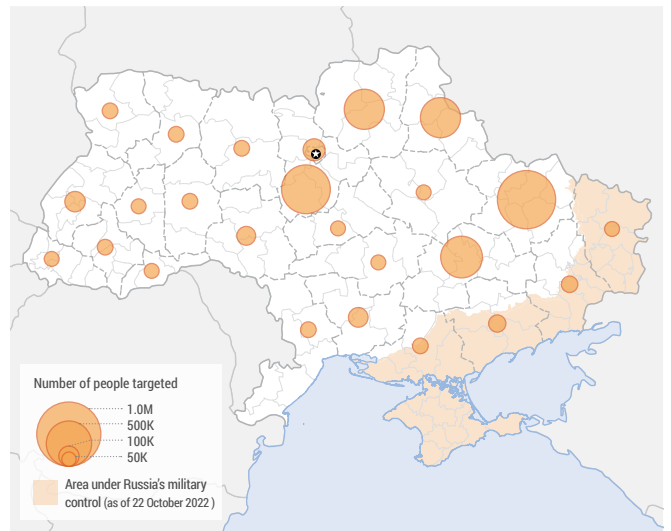 Number of people targeted
1.0M
500K
100K
50K
Area under Russia's military
control (as of 22 October 2022 )